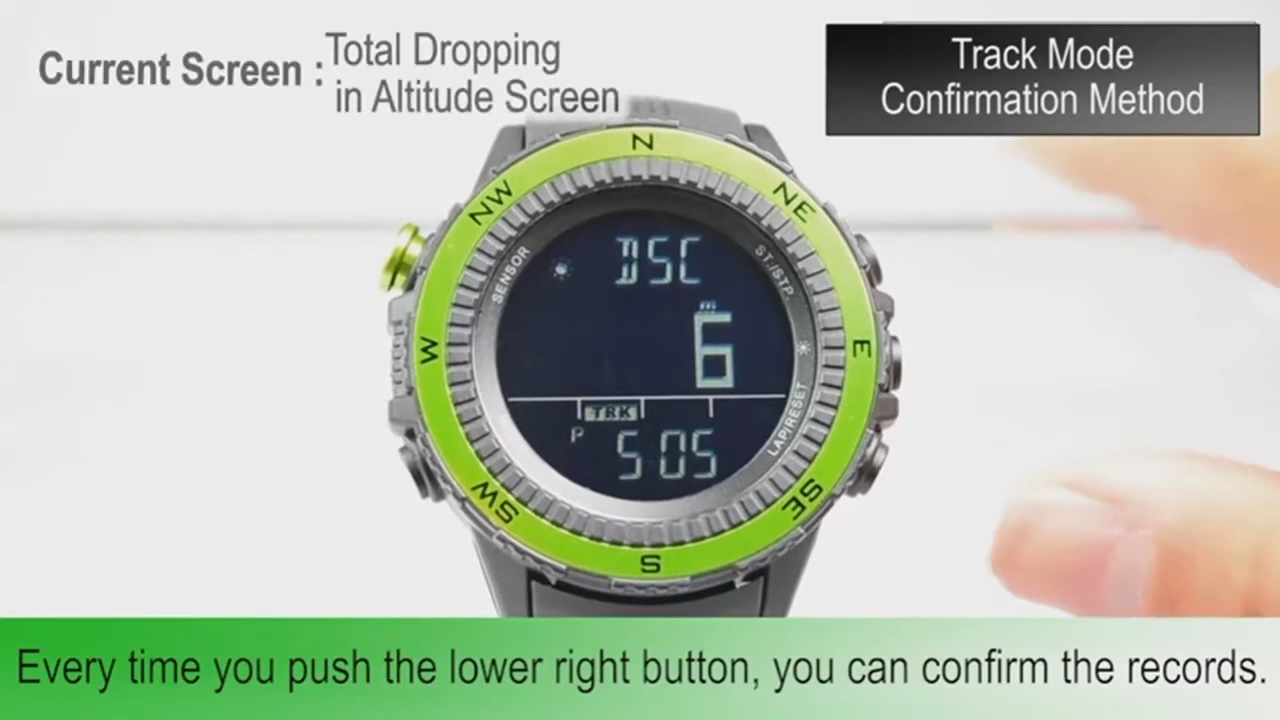 Current Screen : Total Dropping
in Altitude Screen
Track Mode
Confirmation Method
N
NW
NE
SENSOR
ST./STP.
DSC
m
6
W
E
TRK
P 5 05
LAP/RESET
SW
SE
S
Every time you push the lower right button, you can confirm the records.